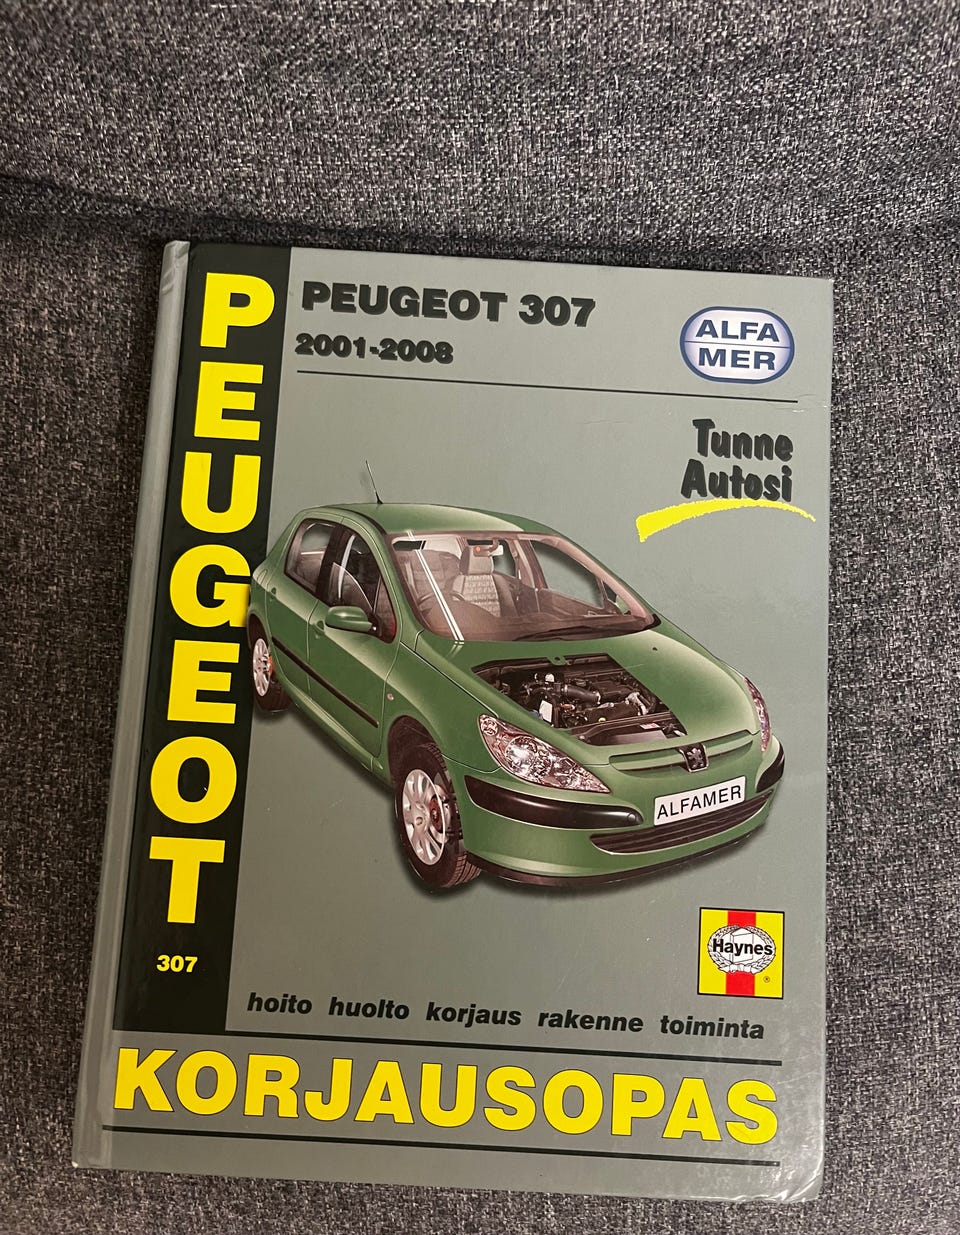 PEUGEOT
307
PEUGEOT 307
2001-2008
ALFA
MER
Tunne
Autosi
ALFAMER
Haynes
®
hoito huolto korjaus rakenne toiminta
KORJAUSOPAS